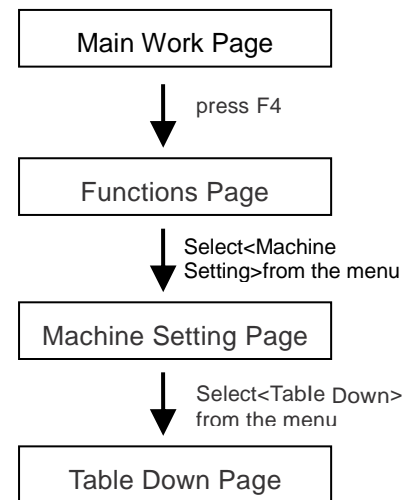 Main Work Page
press F4
Functions Page
Select<Machine
Setting>from the menu
Machine Setting Page
Select<Table Down>
from the menu
Table Down Page